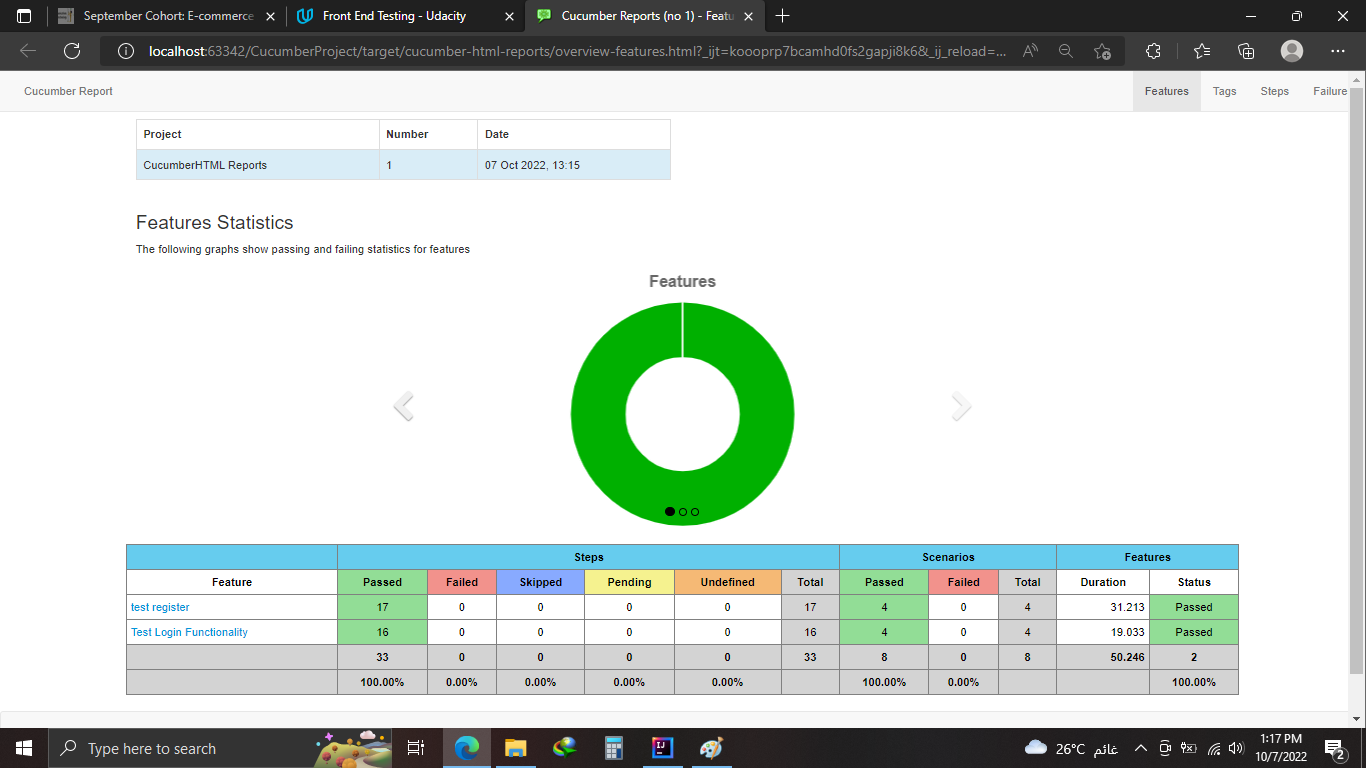 September Cohort: E-commerce
Front End Testing - Udacity
Cucumber Reports (no 1) - Featu
localhost:63342/CucumberProject/target/cucumber-html-reports/overview-features.html?_ijt=koooprp7bcamhd0fs2gapji8k6&_ij_reload=...
Cucumber Report
Features Tags Steps Failure
Project Number Date
CucumberHTML Reports 1 07 Oct 2022, 13:15
Features Statistics
The following graphs show passing and failing statistics for features
Features
Steps Scenarios Features
Feature Passed Failed Skipped Pending Undefined Total Passed Failed Total Duration Status
test register 17 0 0 0 0 17 4 0 4 31.213 Passed
Test Login Functionality 16 0 0 0 0 16 4 0 4 19.033 Passed
33 0 0 0 0 33 8 0 8 50.246 2
100.00% 0.00% 0.00% 0.00% 0.00% 100.00% 0.00% 100.00%
Type here to search
26°C غائم
1:17 PM
10/7/2022
2